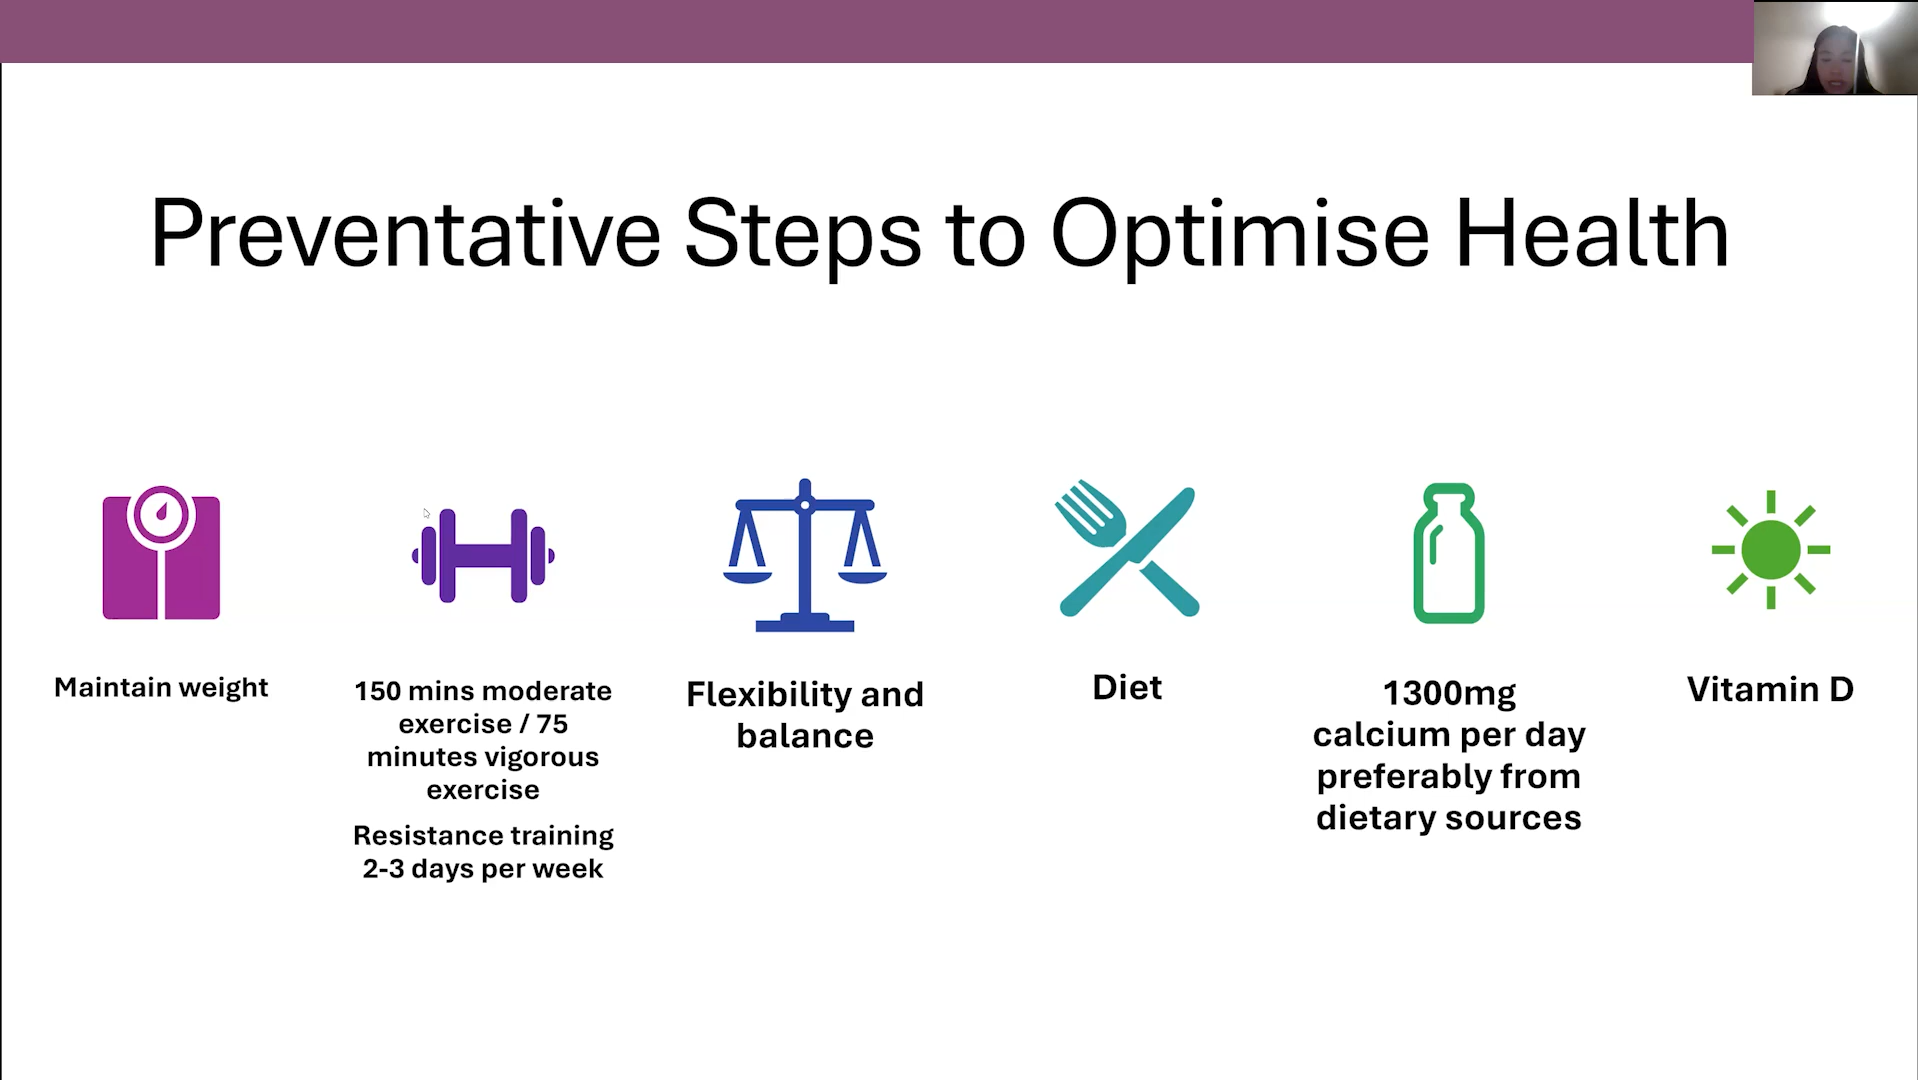 Preventative Steps to Optimise Health
Maintain weight
150 mins moderate
exercise / 75
minutes vigorous
exercise
Resistance training
2-3 days per week
Flexibility and
balance
Diet
1300mg
calcium per day
preferably from
dietary sources
Vitamin D